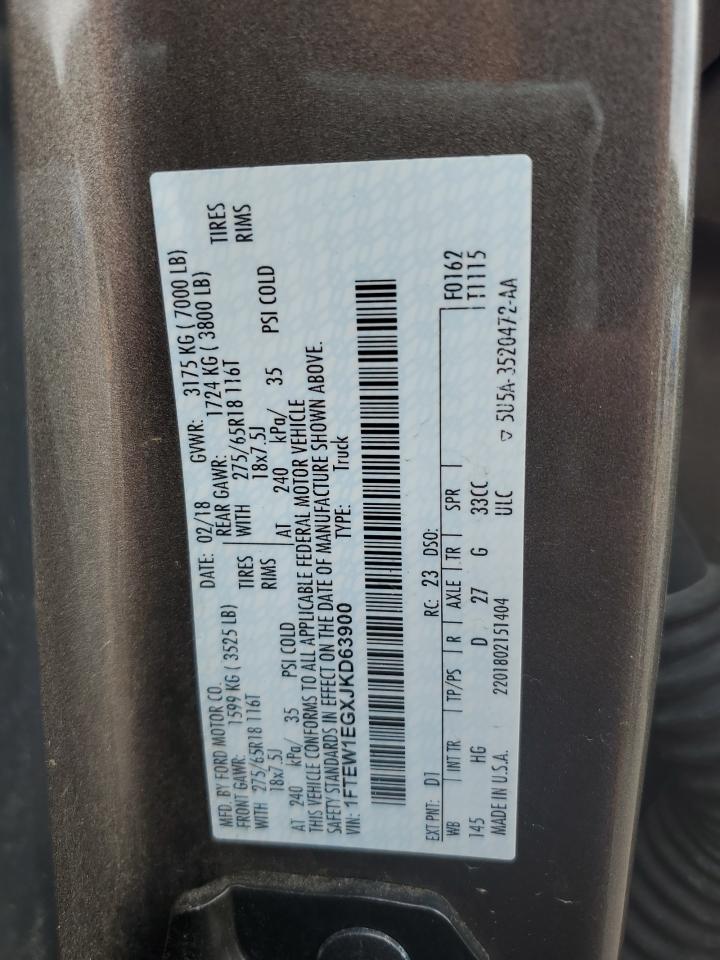 MFD. BY FORD MOTOR CO.
DATE: 02/18 GVWR: 3175 KG ( 7000 LB)
FRONT GAWR: 1599 KG ( 3525 LB) REAR GAWR: 1724 KG ( 3800 LB)
WITH 275/65R18 116T TIRES WITH 275/65R18 116T TIRES
18x7.5J RIMS 18x7.5J RIMS
AT 240 kPa/ 35 PSI COLD AT 240 kPa/ 35 PSI COLD
THIS VEHICLE CONFORMS TO ALL APPLICABLE FEDERAL MOTOR VEHICLE
SAFETY STANDARDS IN EFFECT ON THE DATE OF MANUFACTURE SHOWN ABOVE.
VIN: 1FTEW1EGXJKD63900 TYPE: Truck
EXT PNT: D1 RC: 23 DSO: F0162
WB INT TR TP/PS R AXLE TR SPR T1115
145 HG D 27 G 33CC
MADE IN U.S.A. 2201802151404 ULC ▽ 5U5A-3520472-AA